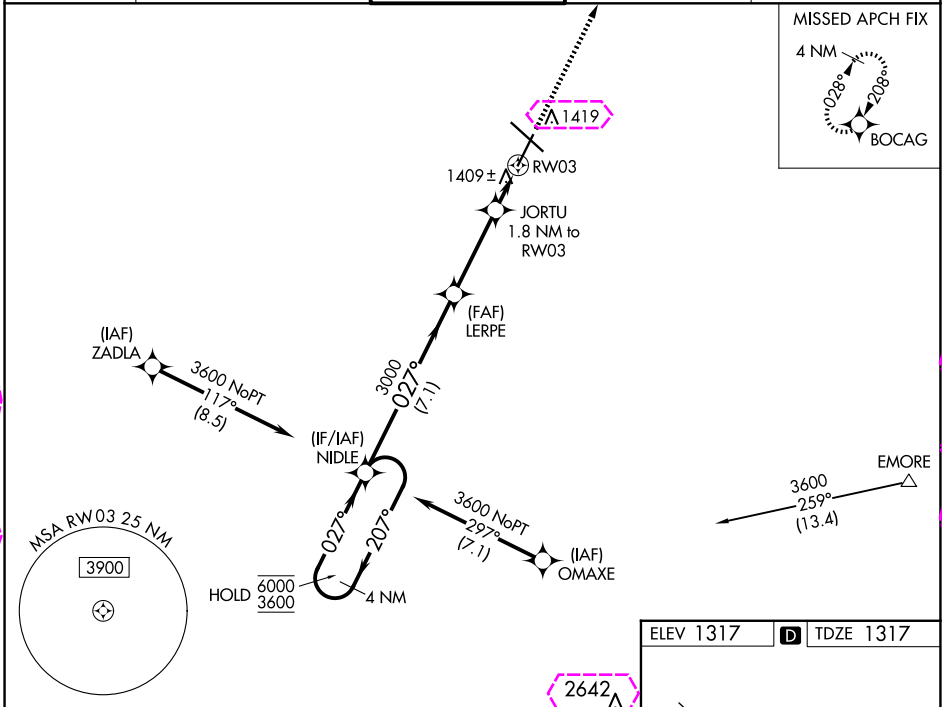 MISSED APCH FIX
4 NM
028°
208°
BOCAG
1419
1409±
RW03
JORTU
1.8 NM to
RW03
(FAF)
LERPE
(IAF)
ZADLA
3600 NoPT
117°
(8.5)
3000
027°
(7.1)
(IF/IAF)
NIDLE
EMORE
3600
259°
(13.4)
3600 NoPT
297°
(7.1)
(IAF)
OMAXE
027°
207°
HOLD
6000
3600
4 NM
MSA RW03 25 NM
3900
ELEV 1317
D
TDZE 1317
2642